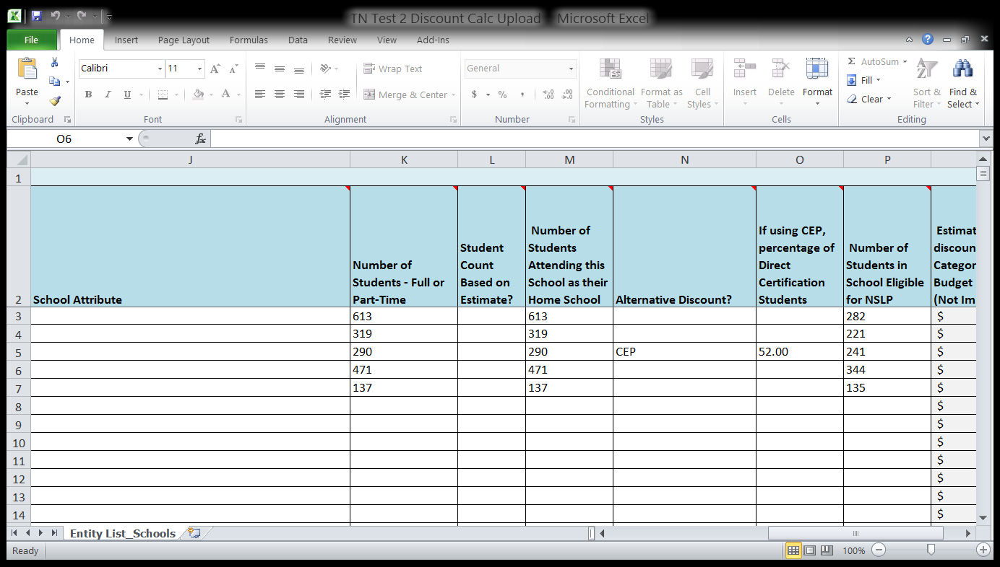 TN Test 2 Discount Calc Upload - Microsoft Excel
File Home Insert Page Layout Formulas Data Review View Add-Ins
Calibri 11
Wrap Text
General
AutoSum
Fill
Clear
Paste
B I U A
Merge & Center
$ % ,
Conditional Formatting
Format as Table
Cell Styles
Insert Delete Format
Sort & Filter
Find & Select
Clipboard Font Alignment Number Styles Cells Editing
O6 fx
J K L M N O P
1
2
School Attribute
Number of
Students - Full or
Part-Time
Student
Count
Based on
Estimate?
Number of
Students
Attending this
School as their
Home School
Alternative Discount?
If using CEP,
percentage of
Direct
Certification
Students
Number of
Students in
School Eligible
for NSLP
Estimat
discoun
Categor
Budget
(Not Im
3 613 613 282 $
4 319 319 221 $
5 290 290 CEP 52.00 241 $
6 471 471 344 $
7 137 137 135 $
8 $
9 $
10 $
11 $
12 $
13 $
14 $
Entity List_Schools
Ready 100%